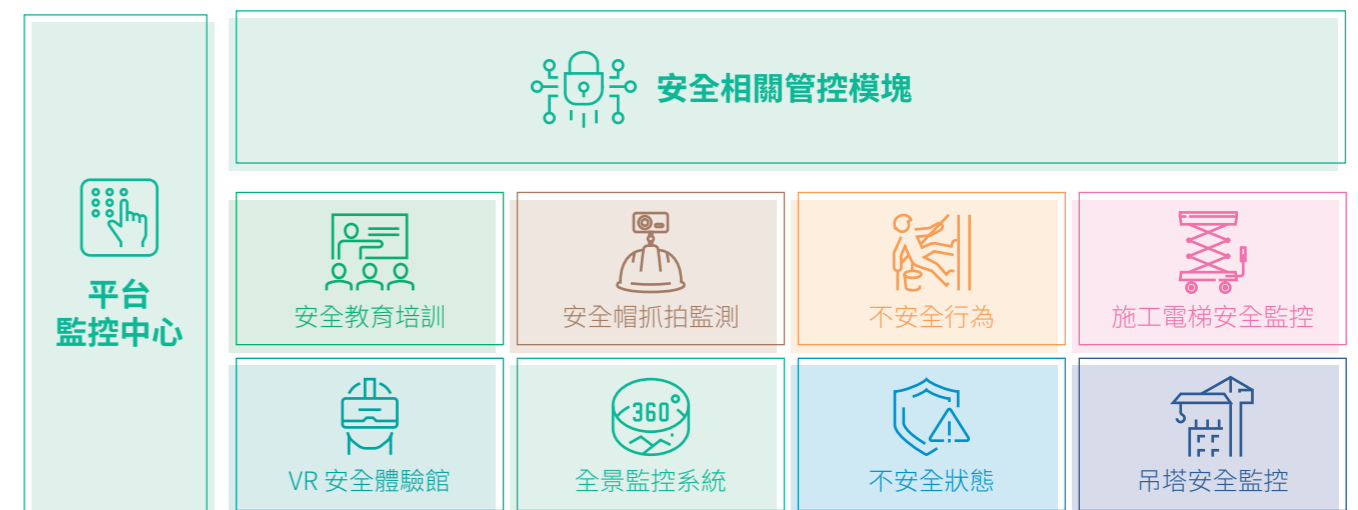 平台
監控中心
安全相關管控模塊
安全教育培訓
安全帽抓拍監測
不安全行為
施工電梯安全監控
VR 安全體驗館
360°
全景監控系統
不安全狀態
吊塔安全監控